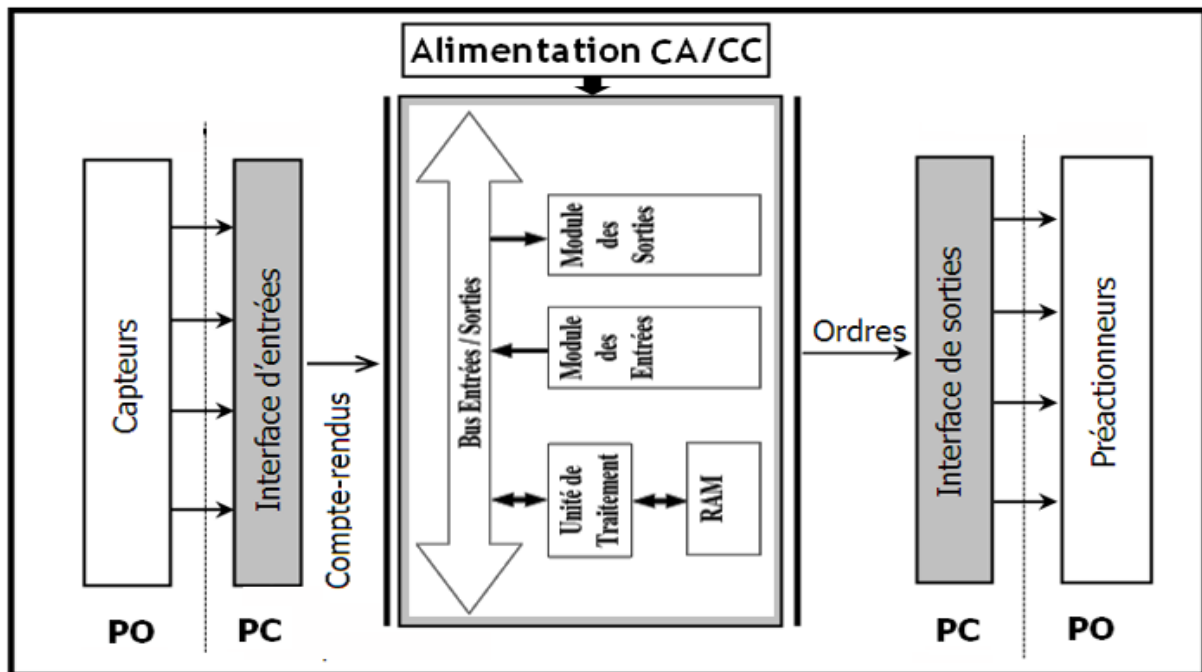 Alimentation CA/CC
Capteurs
Interface d'entrées
Compte-rendus
Bus Entrées / Sorties
Module
des
Sorties
Module
des
Entrées
Unité de
Traitement
RAM
Ordres
Interface de sorties
Préactionneurs
PO
PC
PC
PO